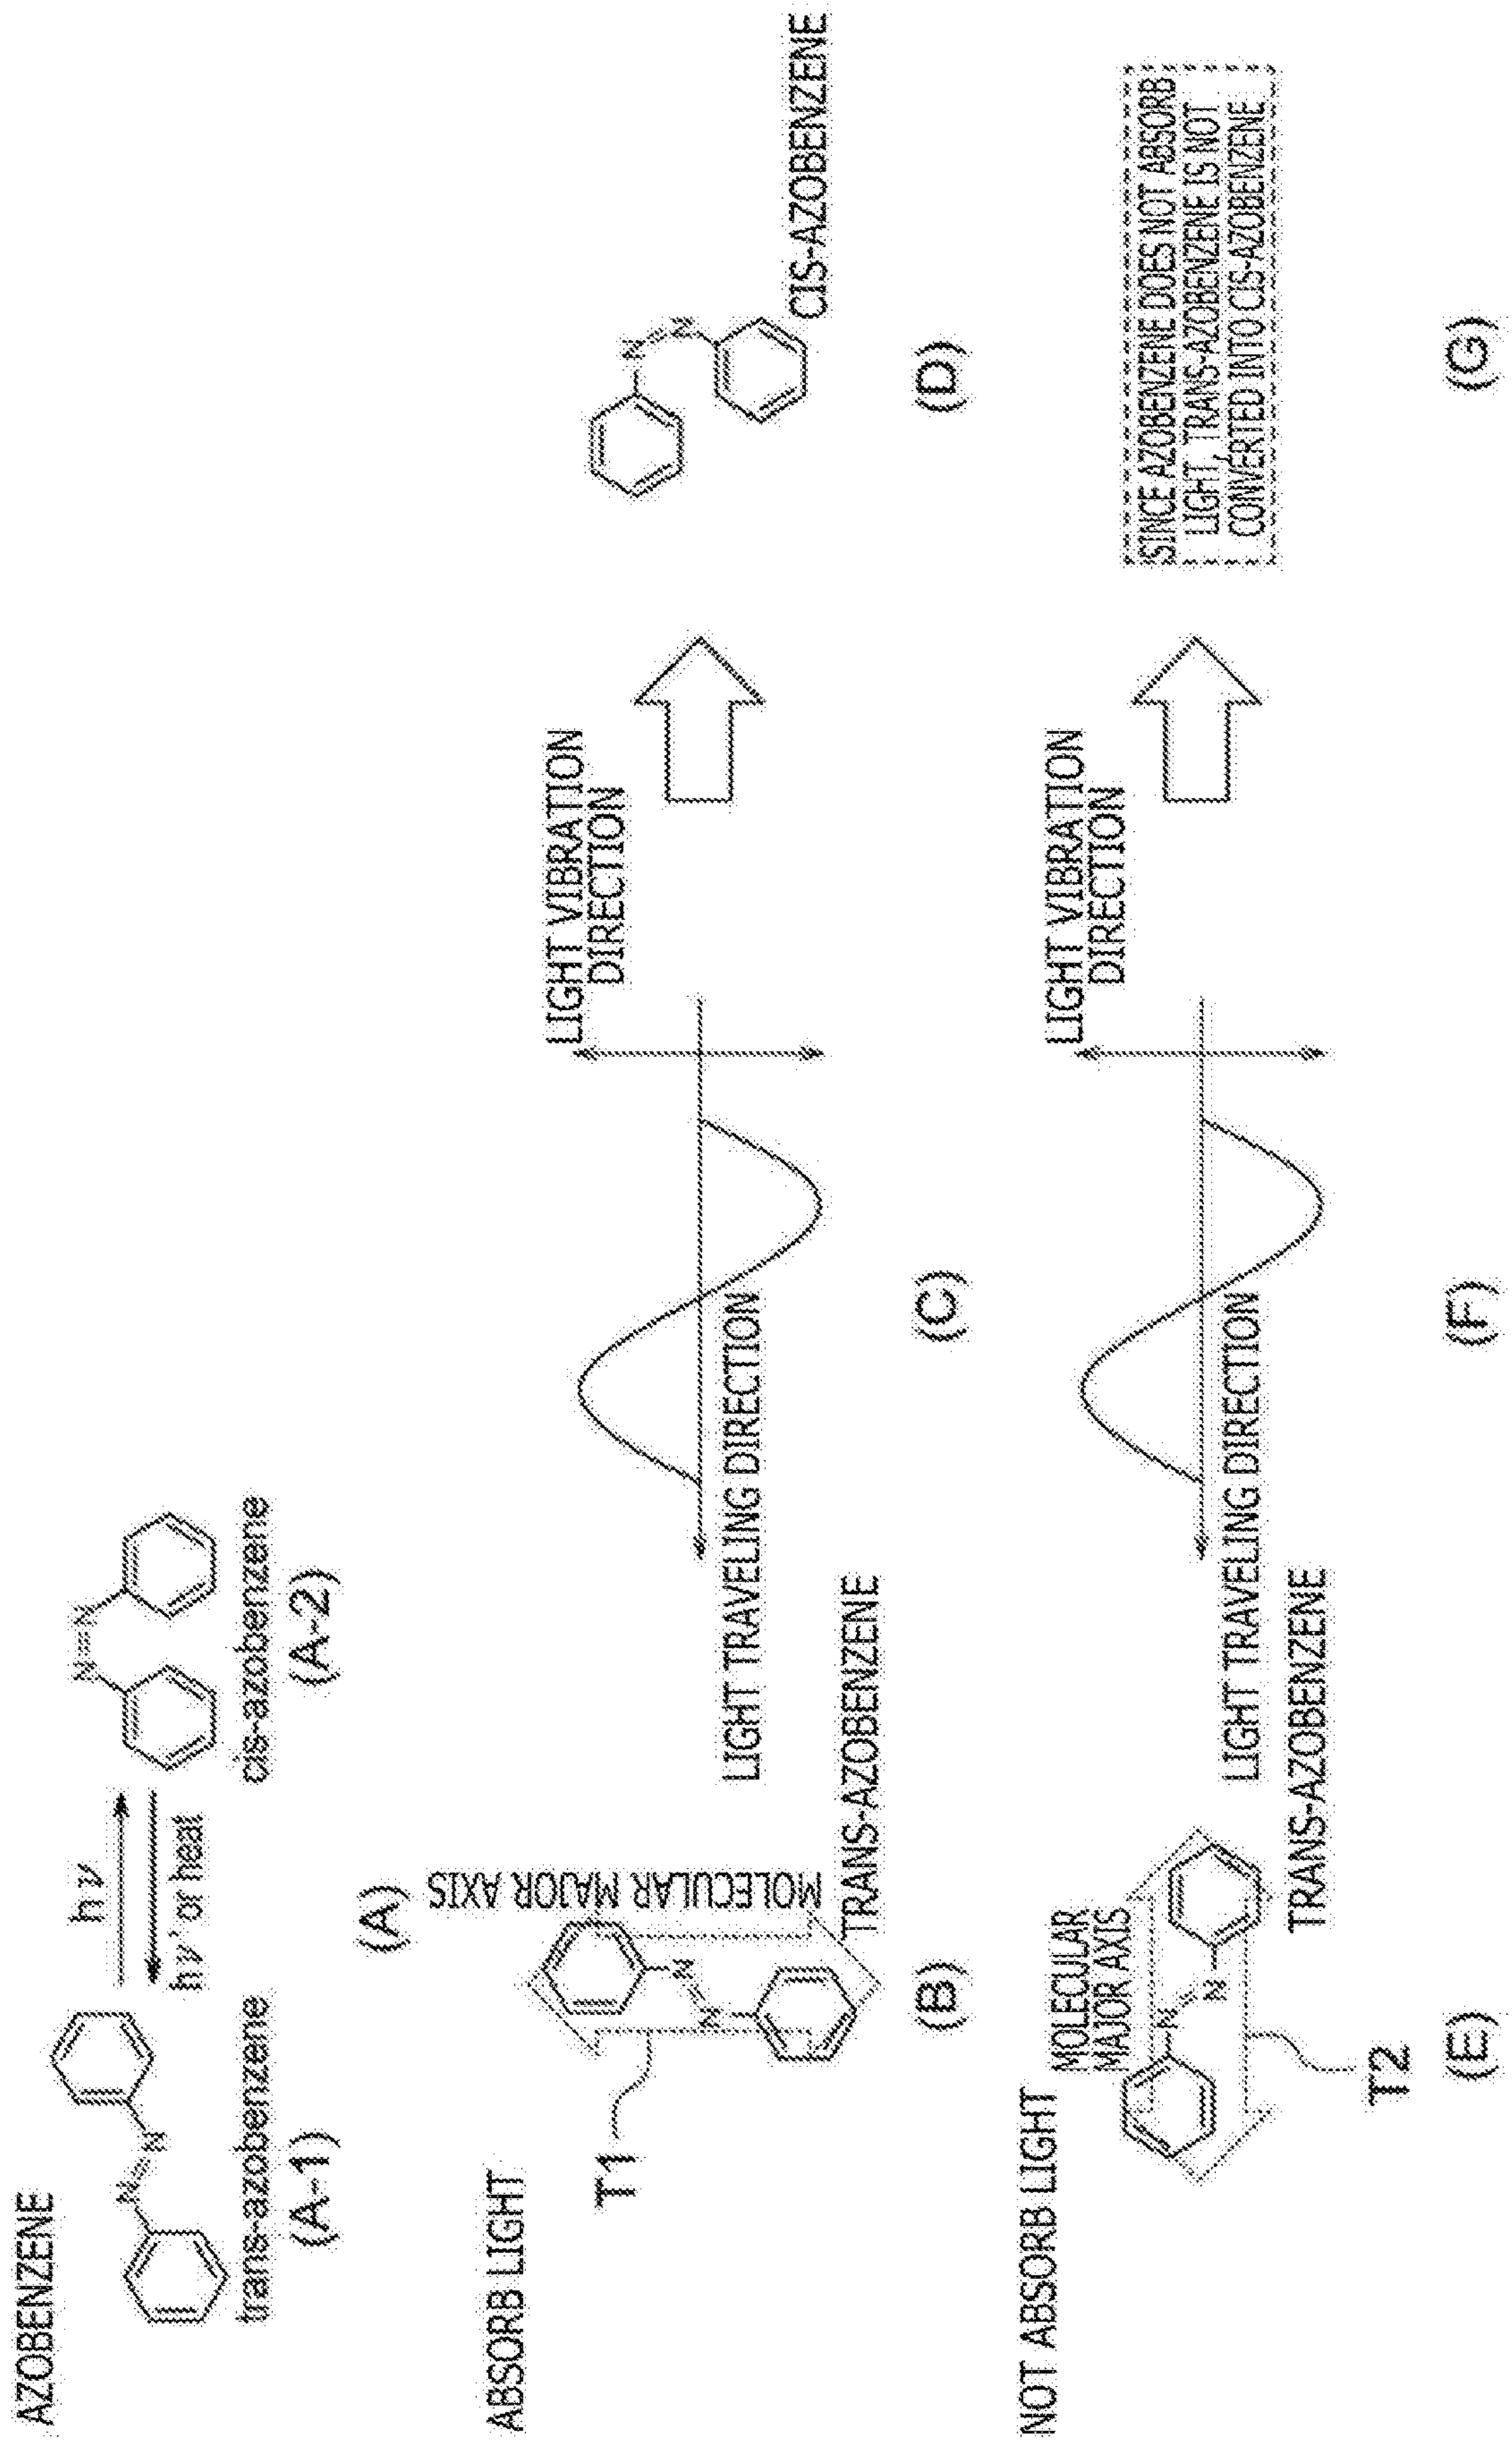 AZOBENZENE
hν
hν' or heat
N=N
N=N
trans-azobenzene
cis-azobenzene
(A-1)
(A-2)
(A)
ABSORB LIGHT
T1
N=N
MOLECULAR MAJOR AXIS
TRANS-AZOBENZENE
LIGHT TRAVELING DIRECTION
LIGHT VIBRATION
DIRECTION
N=N
CIS-AZOBENZENE
(B)
(C)
(D)
NOT ABSORB LIGHT
MOLECULAR
MAJOR AXIS
N=N
T2
TRANS-AZOBENZENE
LIGHT TRAVELING DIRECTION
LIGHT VIBRATION
DIRECTION
SINCE AZOBENZENE DOES NOT ABSORB
LIGHT, TRANS-AZOBENZENE IS NOT
CONVERTED INTO CIS-AZOBENZENE
(E)
(F)
(G)